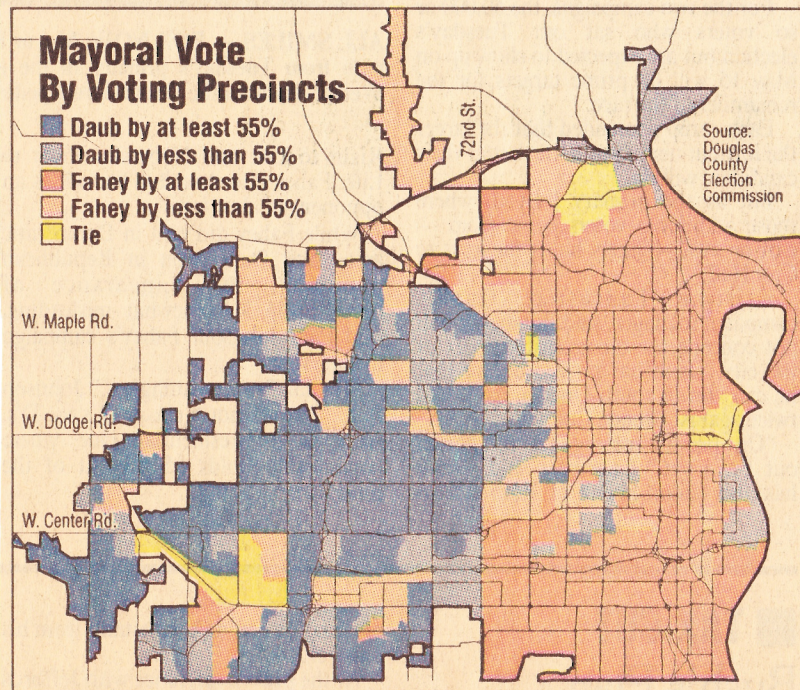 Mayoral Vote
By Voting Precincts
Daub by at least 55%
Daub by less than 55%
Fahey by at least 55%
Fahey by less than 55%
Tie
72nd St.
Source:
Douglas
County
Election
Commission
W. Maple Rd.
W. Dodge Rd.
W. Center Rd.